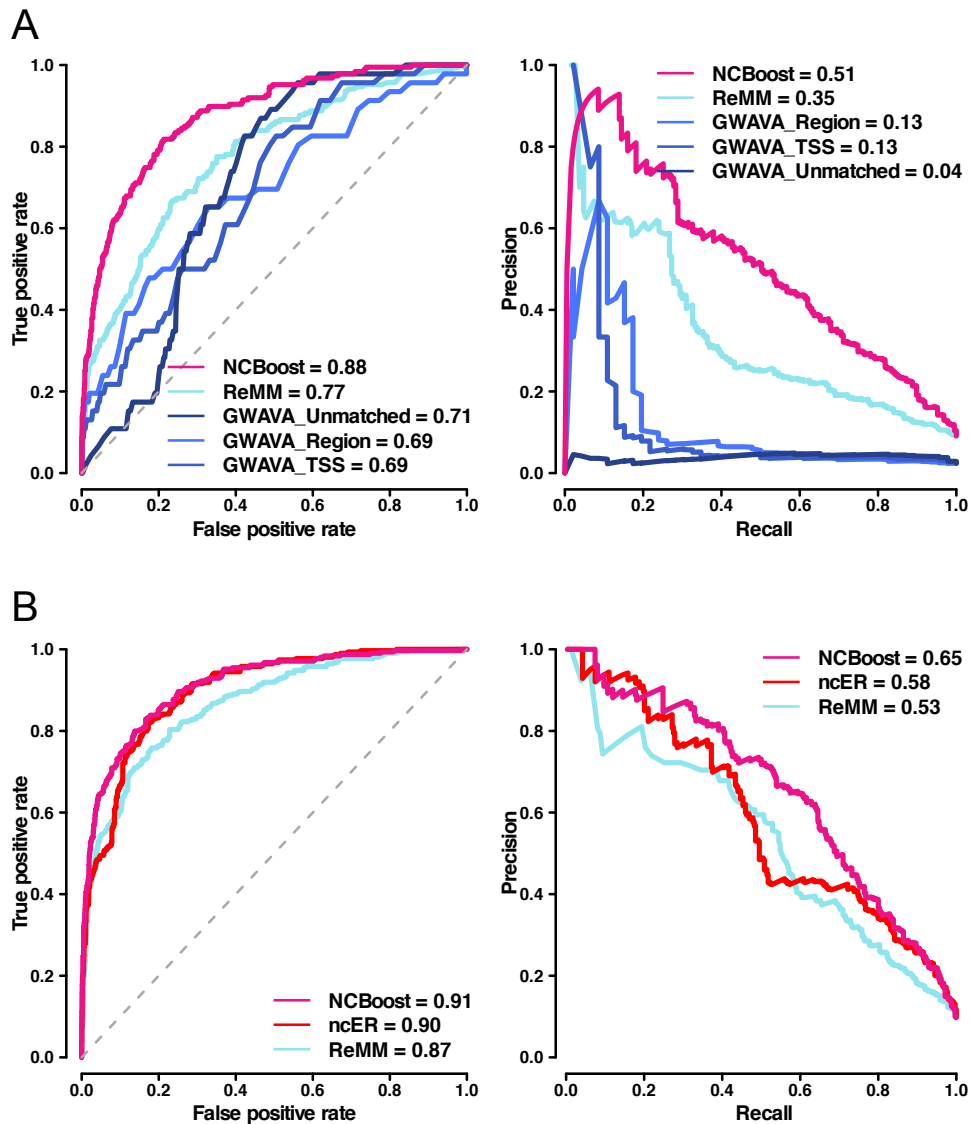 A
1.0
0.8
0.6
0.4
0.2
0.0
True positive rate
NCBoost = 0.88
ReMM = 0.77
GWAVA_Unmatched = 0.71
GWAVA_Region = 0.69
GWAVA_TSS = 0.69
0.0 0.2 0.4 0.6 0.8 1.0
False positive rate
1.0
0.8
0.6
0.4
0.2
0.0
Precision
NCBoost = 0.51
ReMM = 0.35
GWAVA_Region = 0.13
GWAVA_TSS = 0.13
GWAVA_Unmatched = 0.04
0.0 0.2 0.4 0.6 0.8 1.0
Recall
B
1.0
0.8
0.6
0.4
0.2
0.0
True positive rate
NCBoost = 0.91
ncER = 0.90
ReMM = 0.87
0.0 0.2 0.4 0.6 0.8 1.0
False positive rate
1.0
0.8
0.6
0.4
0.2
0.0
Precision
NCBoost = 0.65
ncER = 0.58
ReMM = 0.53
0.0 0.2 0.4 0.6 0.8 1.0
Recall